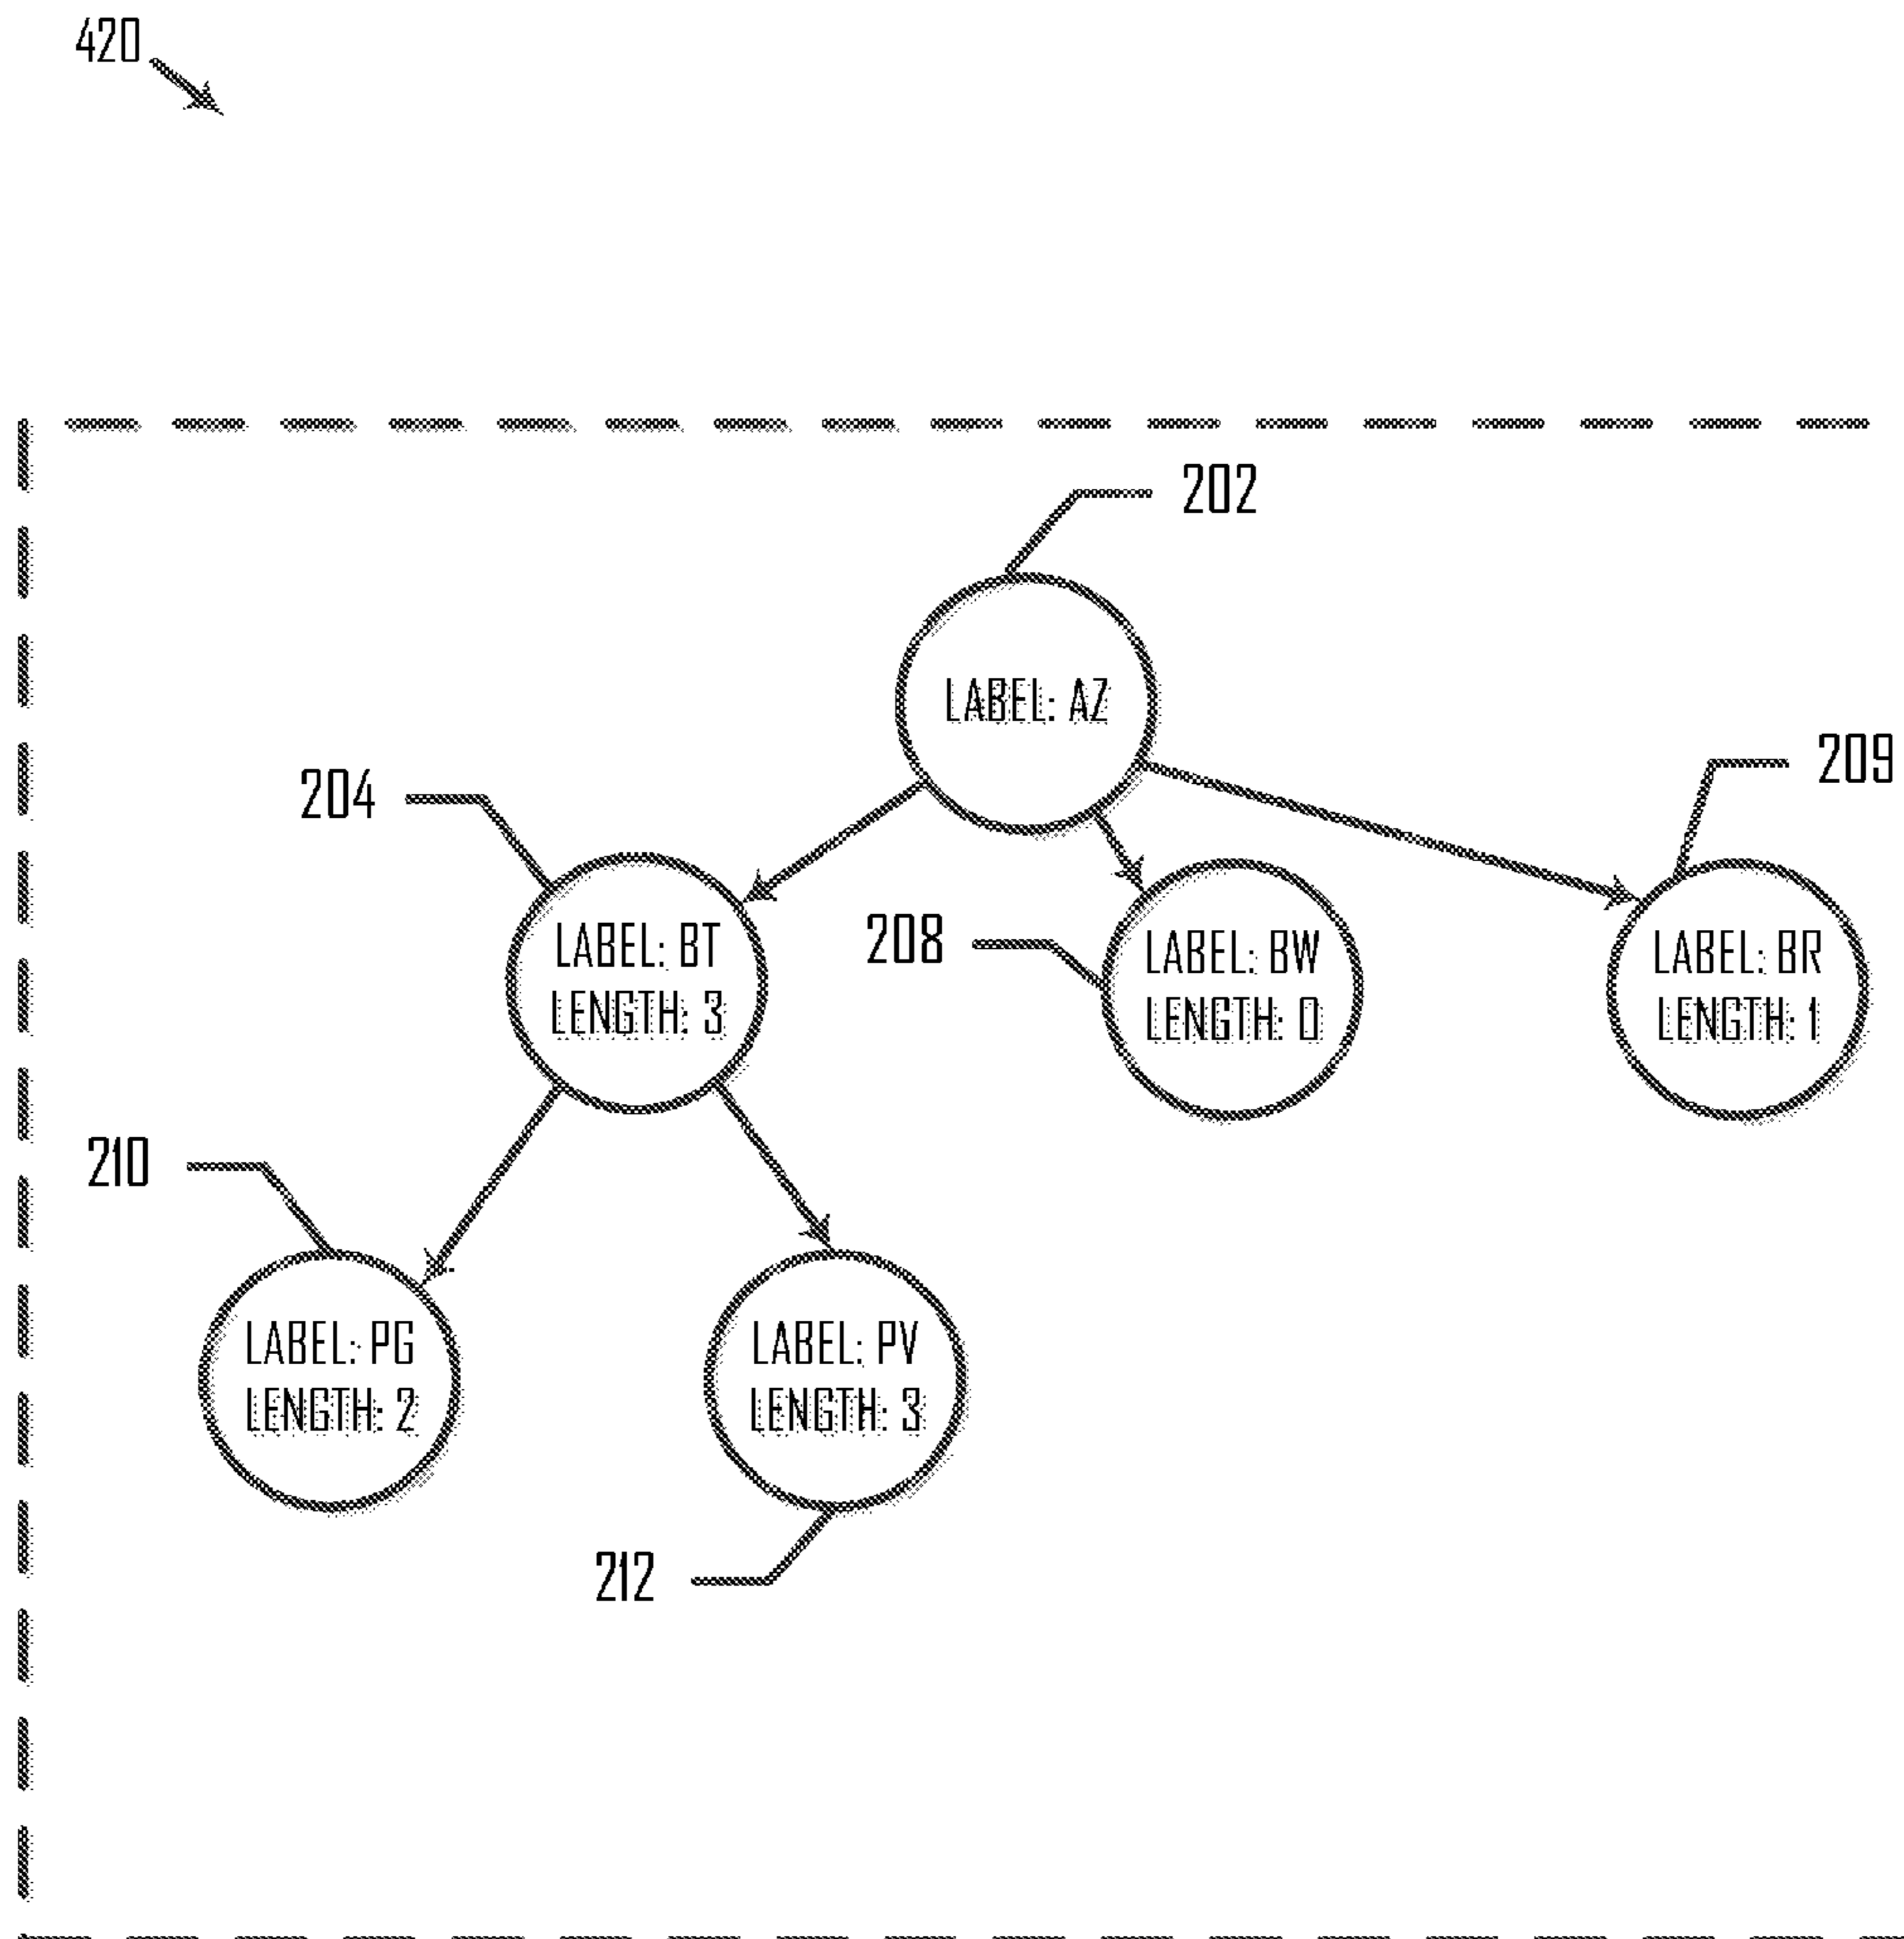 420
202
LABEL: AZ
209
204
LABEL: BT
LENGTH: 3
208
LABEL: BW
LENGTH: 0
LABEL: BR
LENGTH: 1
210
LABEL: PG
LENGTH: 2
LABEL: PV
LENGTH: 3
212